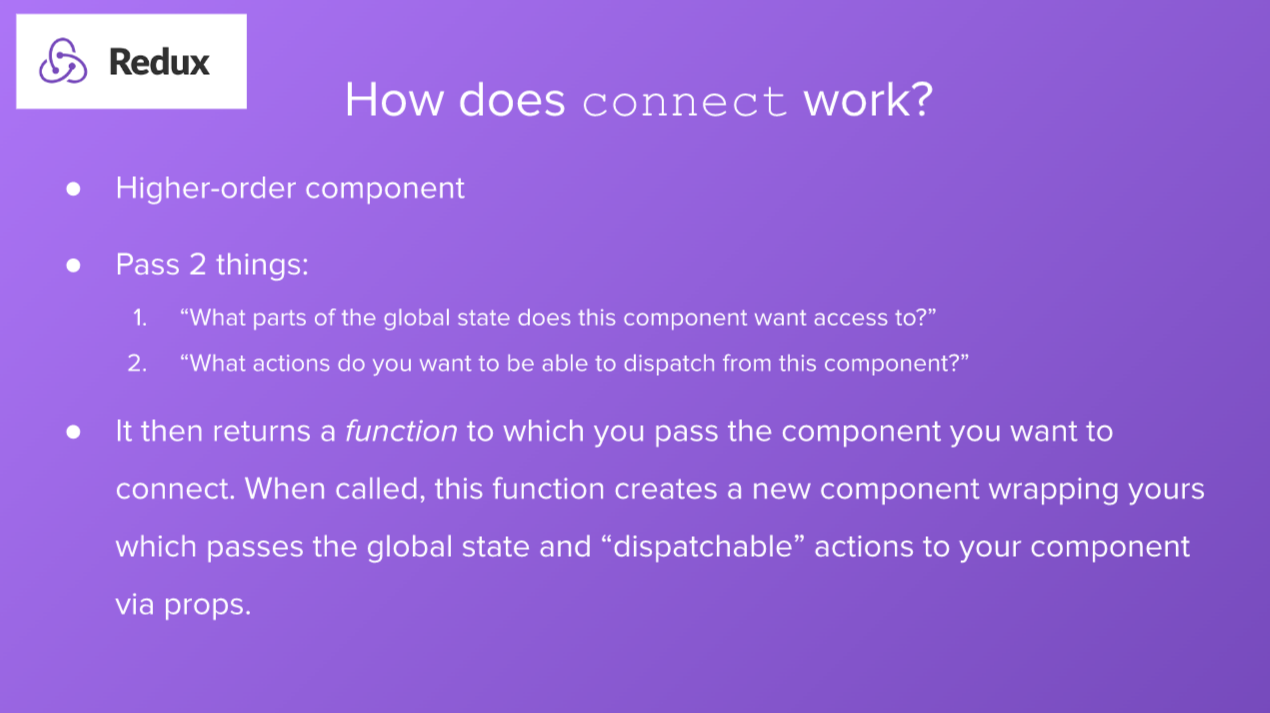 Redux
How does connect work?
● Higher-order component
● Pass 2 things:
1. “What parts of the global state does this component want access to?”
2. “What actions do you want to be able to dispatch from this component?”
● It then returns a function to which you pass the component you want to
connect. When called, this function creates a new component wrapping yours
which passes the global state and “dispatchable” actions to your component
via props.